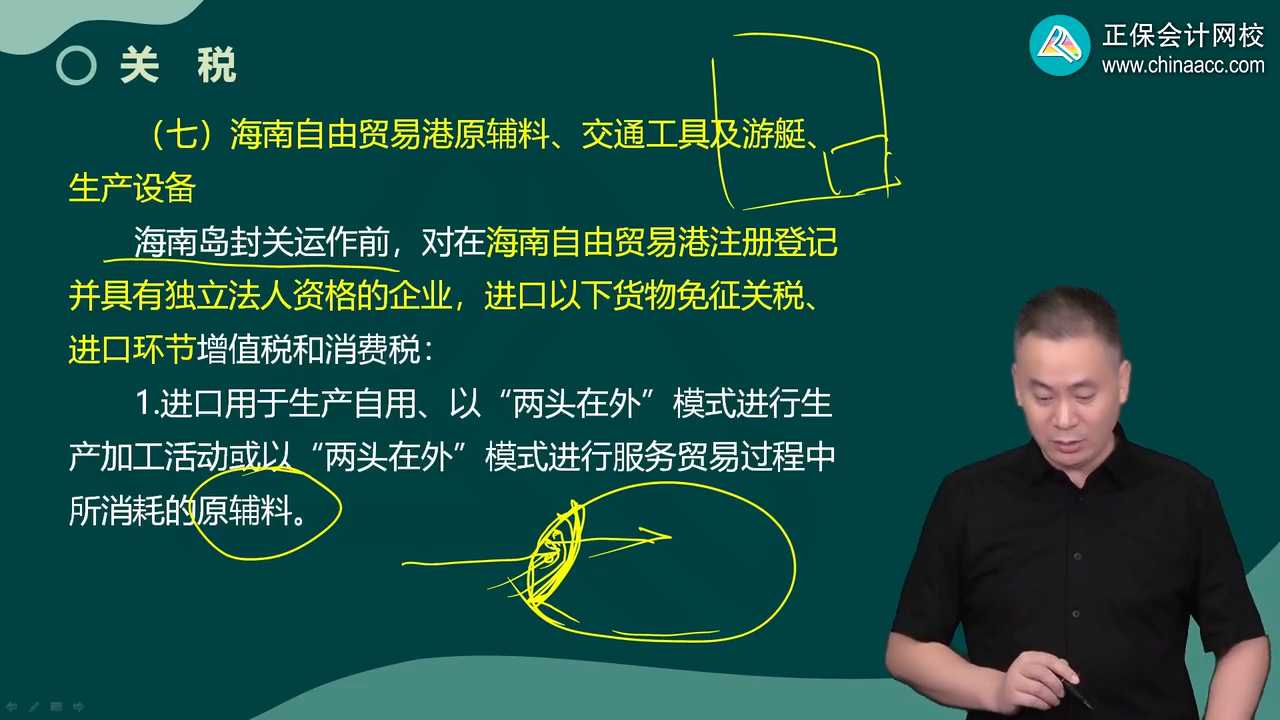 关 税
正保会计网校
www.chinaacc.com
（七）海南自由贸易港原辅料、交通工具及游艇、
生产设备
海南岛封关运作前，对在海南自由贸易港注册登记
并具有独立法人资格的企业，进口以下货物免征关税、
进口环节增值税和消费税：
1.进口用于生产自用、以“两头在外”模式进行生
产加工活动或以“两头在外”模式进行服务贸易过程中
所消耗的原辅料。